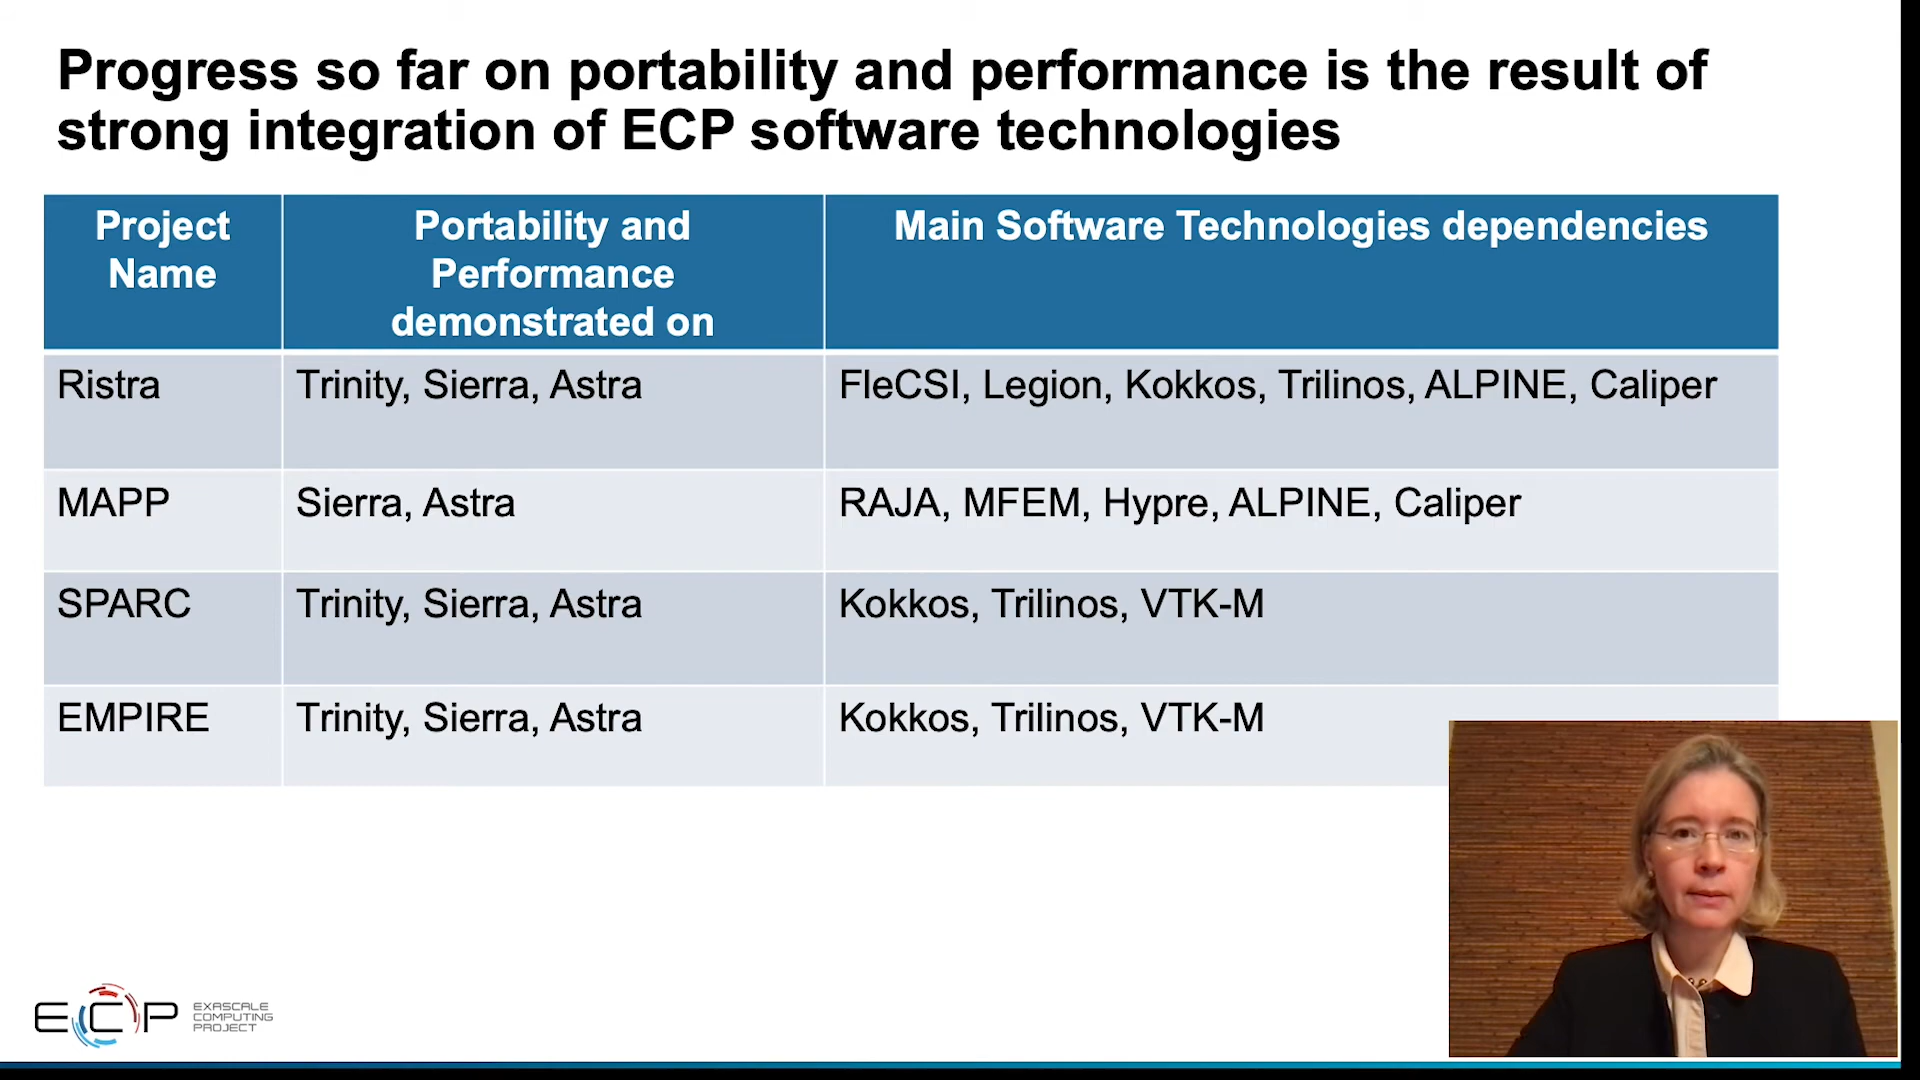 Progress so far on portability and performance is the result of
strong integration of ECP software technologies
Project
Name
Portability and
Performance
demonstrated on
Main Software Technologies dependencies
Ristra
Trinity, Sierra, Astra
FleCSI, Legion, Kokkos, Trilinos, ALPINE, Caliper
MAPP
Sierra, Astra
RAJA, MFEM, Hypre, ALPINE, Caliper
SPARC
Trinity, Sierra, Astra
Kokkos, Trilinos, VTK-M
EMPIRE
Trinity, Sierra, Astra
Kokkos, Trilinos, VTK-M
ECP
EXASCALE
COMPUTING
PROJECT